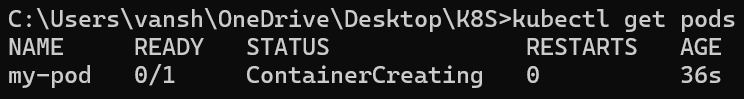 C:\Users\vansh\OneDrive\Desktop\K8S>kubectl get pods
NAME     READY   STATUS              RESTARTS   AGE
my-pod   0/1     ContainerCreating   0          36s